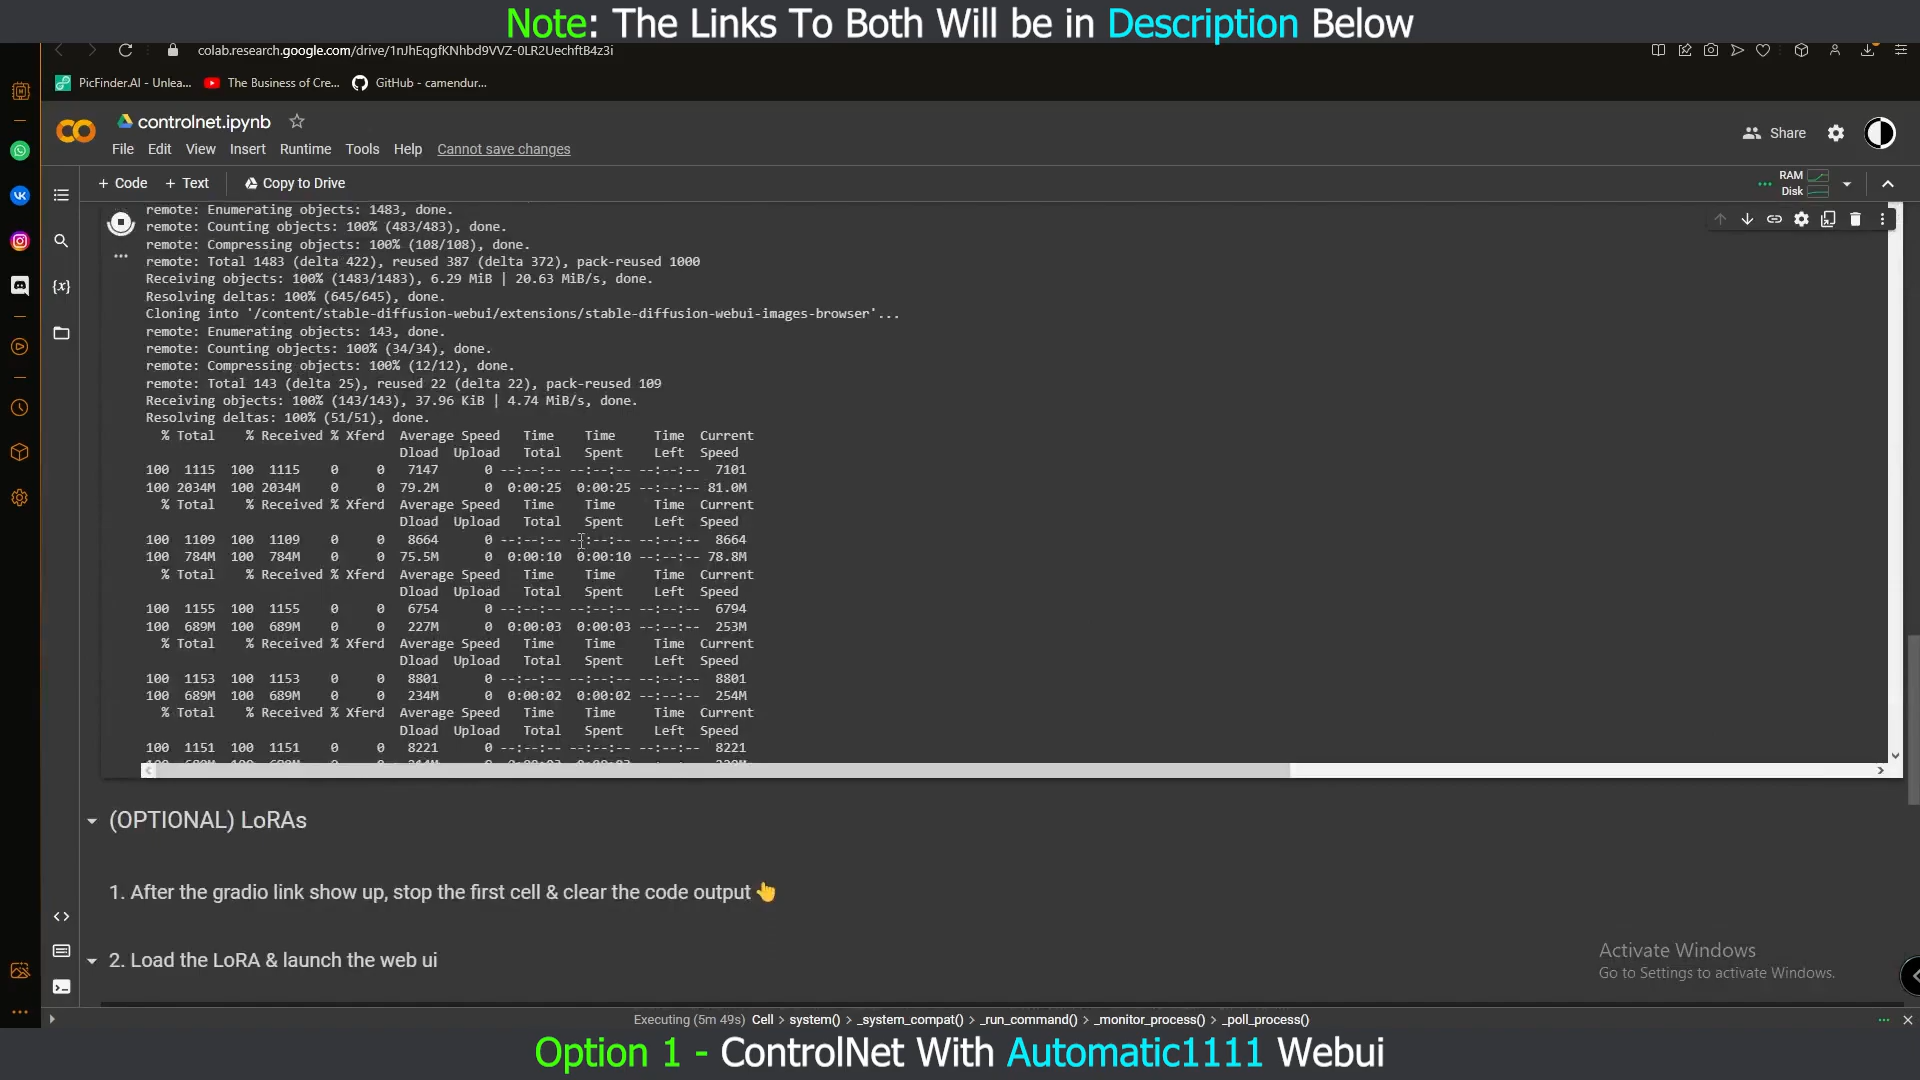 Note: The Links To Both Will be in Description Below
colab.research.google.com/drive/1nJhEqgfKNhbd9VVZ-0LR2UechftB4z3i
PicFinder.AI - Unlea... The Business of Cre... GitHub - camendur...
controlnet.ipynb
Share
File Edit View Insert Runtime Tools Help Cannot save changes
+ Code + Text Copy to Drive
RAM
Disk
remote: Enumerating objects: 1483, done.
remote: Counting objects: 100% (483/483), done.
remote: Compressing objects: 100% (108/108), done.
remote: Total 1483 (delta 422), reused 387 (delta 372), pack-reused 1000
Receiving objects: 100% (1483/1483), 6.29 MiB | 20.63 MiB/s, done.
Resolving deltas: 100% (645/645), done.
Cloning into '/content/stable-diffusion-webui/extensions/stable-diffusion-webui-images-browser'...
remote: Enumerating objects: 143, done.
remote: Counting objects: 100% (34/34), done.
remote: Compressing objects: 100% (12/12), done.
remote: Total 143 (delta 25), reused 22 (delta 22), pack-reused 109
Receiving objects: 100% (143/143), 37.96 KiB | 4.74 MiB/s, done.
Resolving deltas: 100% (51/51), done.
% Total % Received % Xferd Average Speed Time Time Time Current
Dload Upload Total Spent Left Speed
100 1115 100 1115 0 0 7147 0 --:--:-- --:--:-- --:--:-- 7101
100 2034M 100 2034M 0 0 79.2M 0 0:00:25 0:00:25 --:--:-- 81.0M
% Total % Received % Xferd Average Speed Time Time Time Current
Dload Upload Total Spent Left Speed
100 1109 100 1109 0 0 8664 0 --:--:-- --:--:-- --:--:-- 8664
100 784M 100 784M 0 0 75.5M 0 0:00:10 0:00:10 --:--:-- 78.8M
% Total % Received % Xferd Average Speed Time Time Time Current
Dload Upload Total Spent Left Speed
100 1155 100 1155 0 0 6754 0 --:--:-- --:--:-- --:--:-- 6794
100 689M 100 689M 0 0 227M 0 0:00:03 0:00:03 --:--:-- 253M
% Total % Received % Xferd Average Speed Time Time Time Current
Dload Upload Total Spent Left Speed
100 1153 100 1153 0 0 8801 0 --:--:-- --:--:-- --:--:-- 8801
100 689M 100 689M 0 0 234M 0 0:00:02 0:00:02 --:--:-- 254M
% Total % Received % Xferd Average Speed Time Time Time Current
Dload Upload Total Spent Left Speed
100 1151 100 1151 0 0 8221 0 --:--:-- --:--:-- --:--:-- 8221
(OPTIONAL) LoRAs
1. After the gradio link show up, stop the first cell & clear the code output 👆
2. Load the LoRA & launch the web ui
Activate Windows
Go to Settings to activate Windows.
Executing (5m 49s) Cell > system() > _system_compat() > _run_command() > _monitor_process() > _poll_process()
Option 1 - ControlNet With Automatic1111 Webui